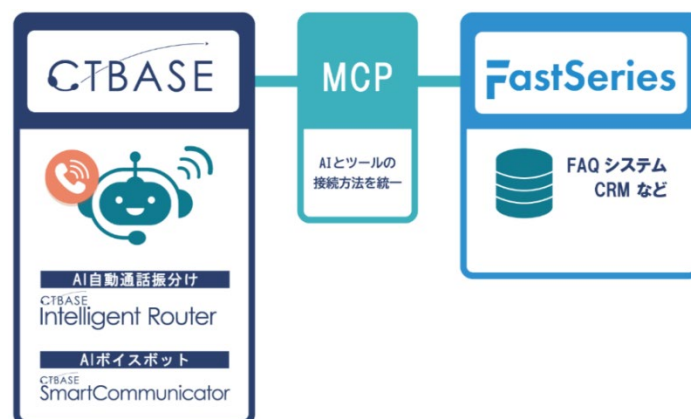 CTBASE
AI自動通話振分け
CTBASE
Intelligent Router
AIボイスボット
CTBASE
SmartCommunicator
MCP
AIとツールの
接続方法を統一
FastSeries
FAQ システム
CRM など